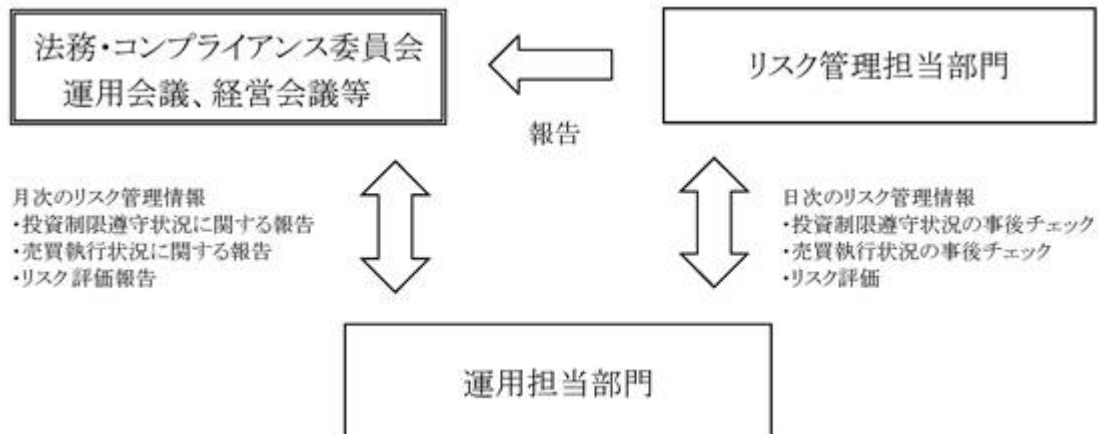 法務・コンプライアンス委員会
運用会議、経営会議等
リスク管理担当部門
報告
月次のリスク管理情報
・投資制限遵守状況に関する報告
・売買執行状況に関する報告
・リスク評価報告
日次のリスク管理情報
・投資制限遵守状況の事後チェック
・売買執行状況の事後チェック
・リスク評価
運用担当部門